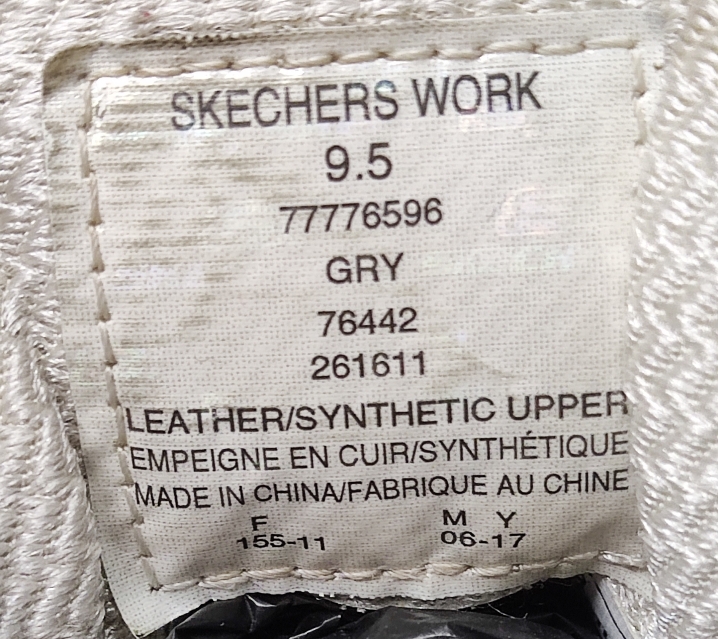 SKECHERS WORK
9.5
77776596
GRY
76442
261611
LEATHER/SYNTHETIC UPPER
EMPEIGNE EN CUIR/SYNTHÉTIQUE
MADE IN CHINA/FABRIQUE AU CHINE
F M Y
155-11 06-17